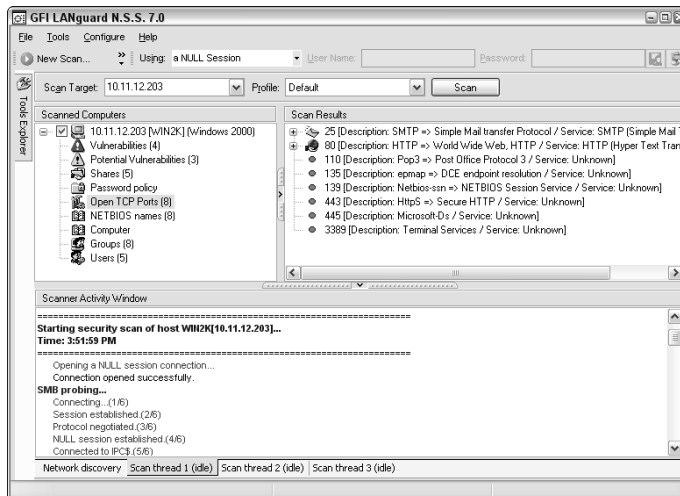 GFI LANguard N.S.S. 7.0
File Tools Configure Help
New Scan... » Using: a NULL Session User Name: Password:
Scan Target: 10.11.12.203 Profile: Default Scan
Tools Explorer
Scanned Computers
10.11.12.203 [WIN2K] (Windows 2000)
Vulnerabilities (4)
Potential Vulnerabilities (3)
Shares (5)
Password policy
Open TCP Ports (8)
NETBIOS names (8)
Computer
Groups (8)
Users (5)
Scan Results
25 [Description: SMTP => Simple Mail transfer Protocol / Service: SMTP (Simple Mail T
80 [Description: HTTP => World Wide Web, HTTP / Service: HTTP (Hyper Text Tran
110 [Description: Pop3 => Post Office Protocol 3 / Service: Unknown]
135 [Description: epmap => DCE endpoint resolution / Service: Unknown]
139 [Description: Netbios-ssn => NETBIOS Session Service / Service: Unknown]
443 [Description: HttpS => Secure HTTP / Service: Unknown]
445 [Description: Microsoft-Ds / Service: Unknown]
3389 [Description: Terminal Services / Service: Unknown]
Scanner Activity Window
Starting security scan of host WIN2K[10.11.12.203]...
Time: 3:51:59 PM
Opening a NULL session connection...
Connection opened successfully.
SMB probing...
Connecting...(1/6)
Session established.(2/6)
Protocol negotiated.(3/6)
NULL session established.(4/6)
Connected to IPC$.(5/6)
Network discovery Scan thread 1 (idle) Scan thread 2 (idle) Scan thread 3 (idle)